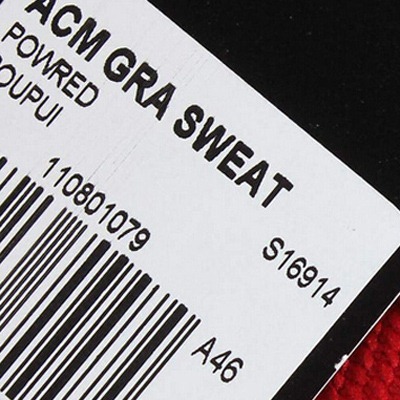 ACM GRA SWEAT
POWRED
OUPUI
110801079
S16914
A46